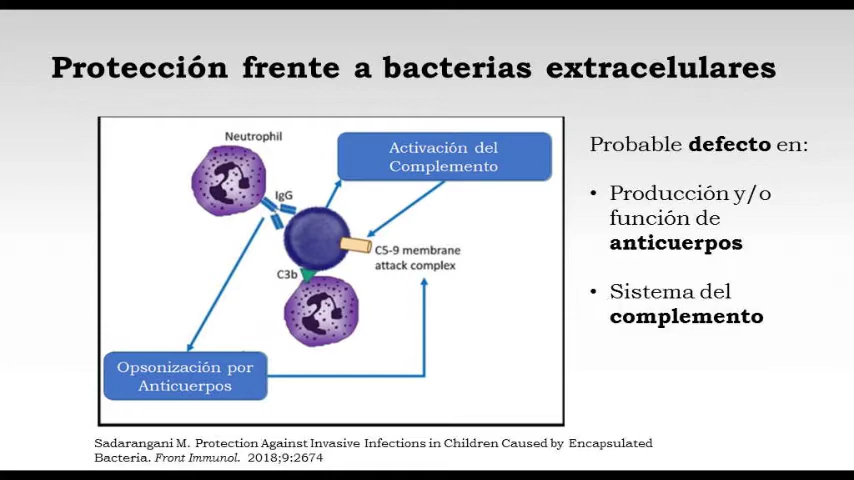 Protección frente a bacterias extracelulares
Neutrophil
Activación del
Complemento
IgG
C5-9 membrane
attack complex
C3b
Opsonización por
Anticuerpos
Probable defecto en:
• Producción y/o
función de
anticuerpos
• Sistema del
complemento
Sadarangani M. Protection Against Invasive Infections in Children Caused by Encapsulated
Bacteria. Front Immunol. 2018;9:2674